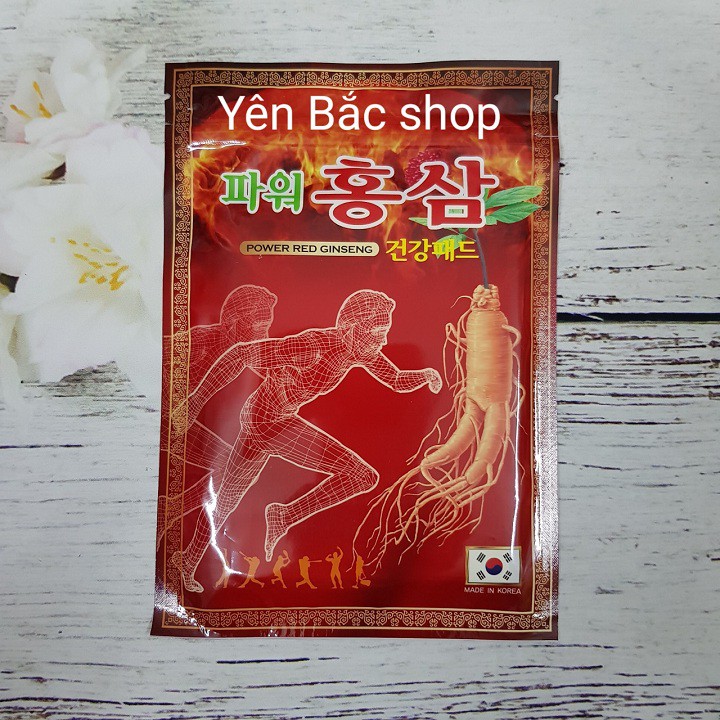 Yên Bắc shop
파워 홍삼
POWER RED GINSENG 건강패드
MADE IN KOREA